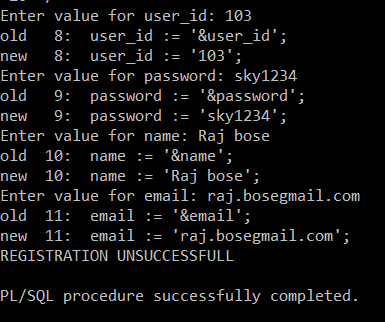 Enter value for user_id: 103
old   8:  user_id := '&user_id';
new   8:  user_id := '103';
Enter value for password: sky1234
old   9:  password := '&password';
new   9:  password := 'sky1234';
Enter value for name: Raj bose
old  10:  name := '&name';
new  10:  name := 'Raj bose';
Enter value for email: raj.bosegmail.com
old  11:  email := '&email';
new  11:  email := 'raj.bosegmail.com';
REGISTRATION UNSUCCESSFULL
PL/SQL procedure successfully completed.